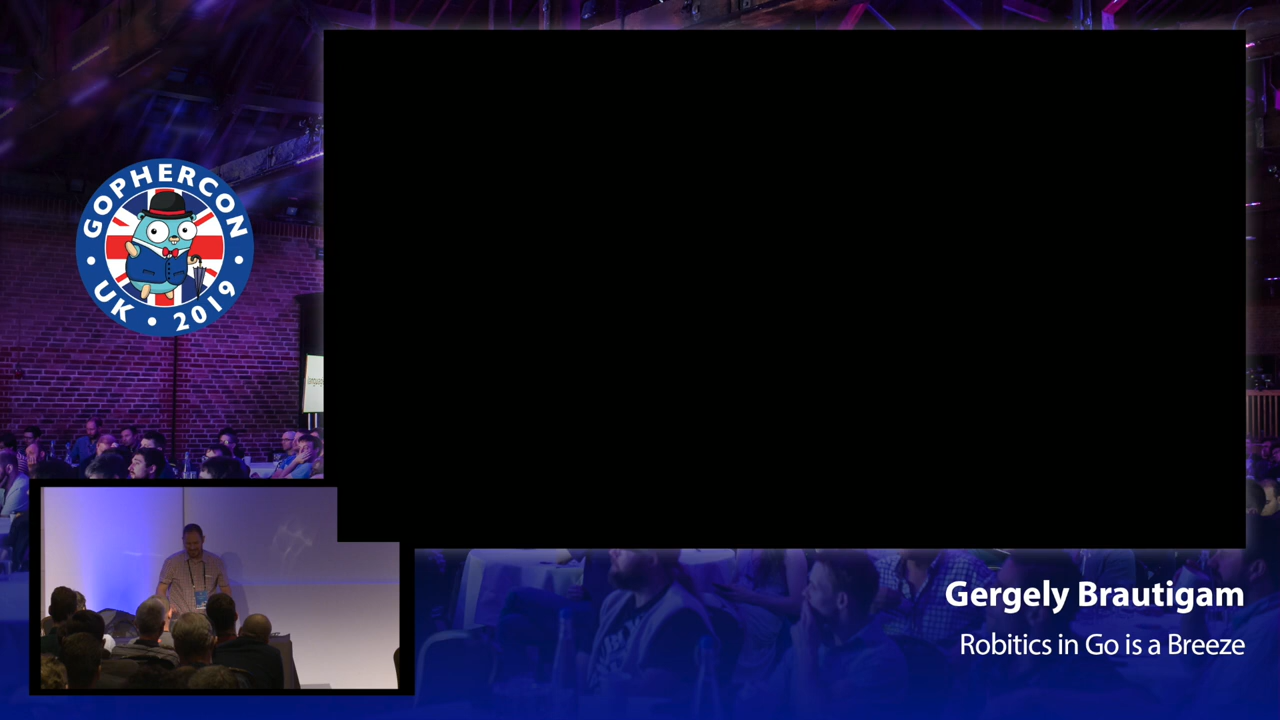 GOPHERCON
UK • 2019
Gergely Brautigam
Robitics in Go is a Breeze